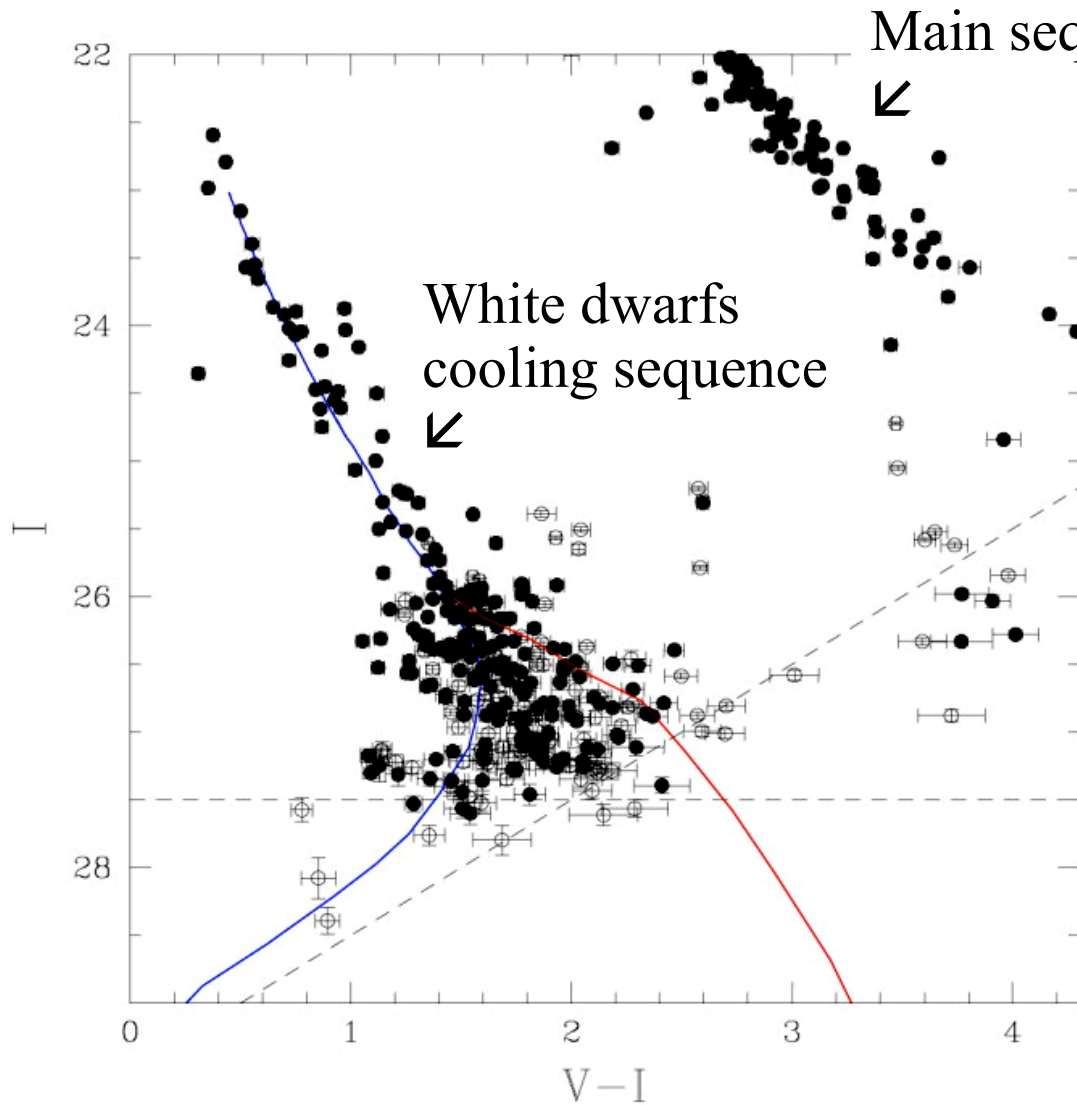 Main seq
22
White dwarfs
cooling sequence
24
I
26
28
0 1 2 3 4
V-I